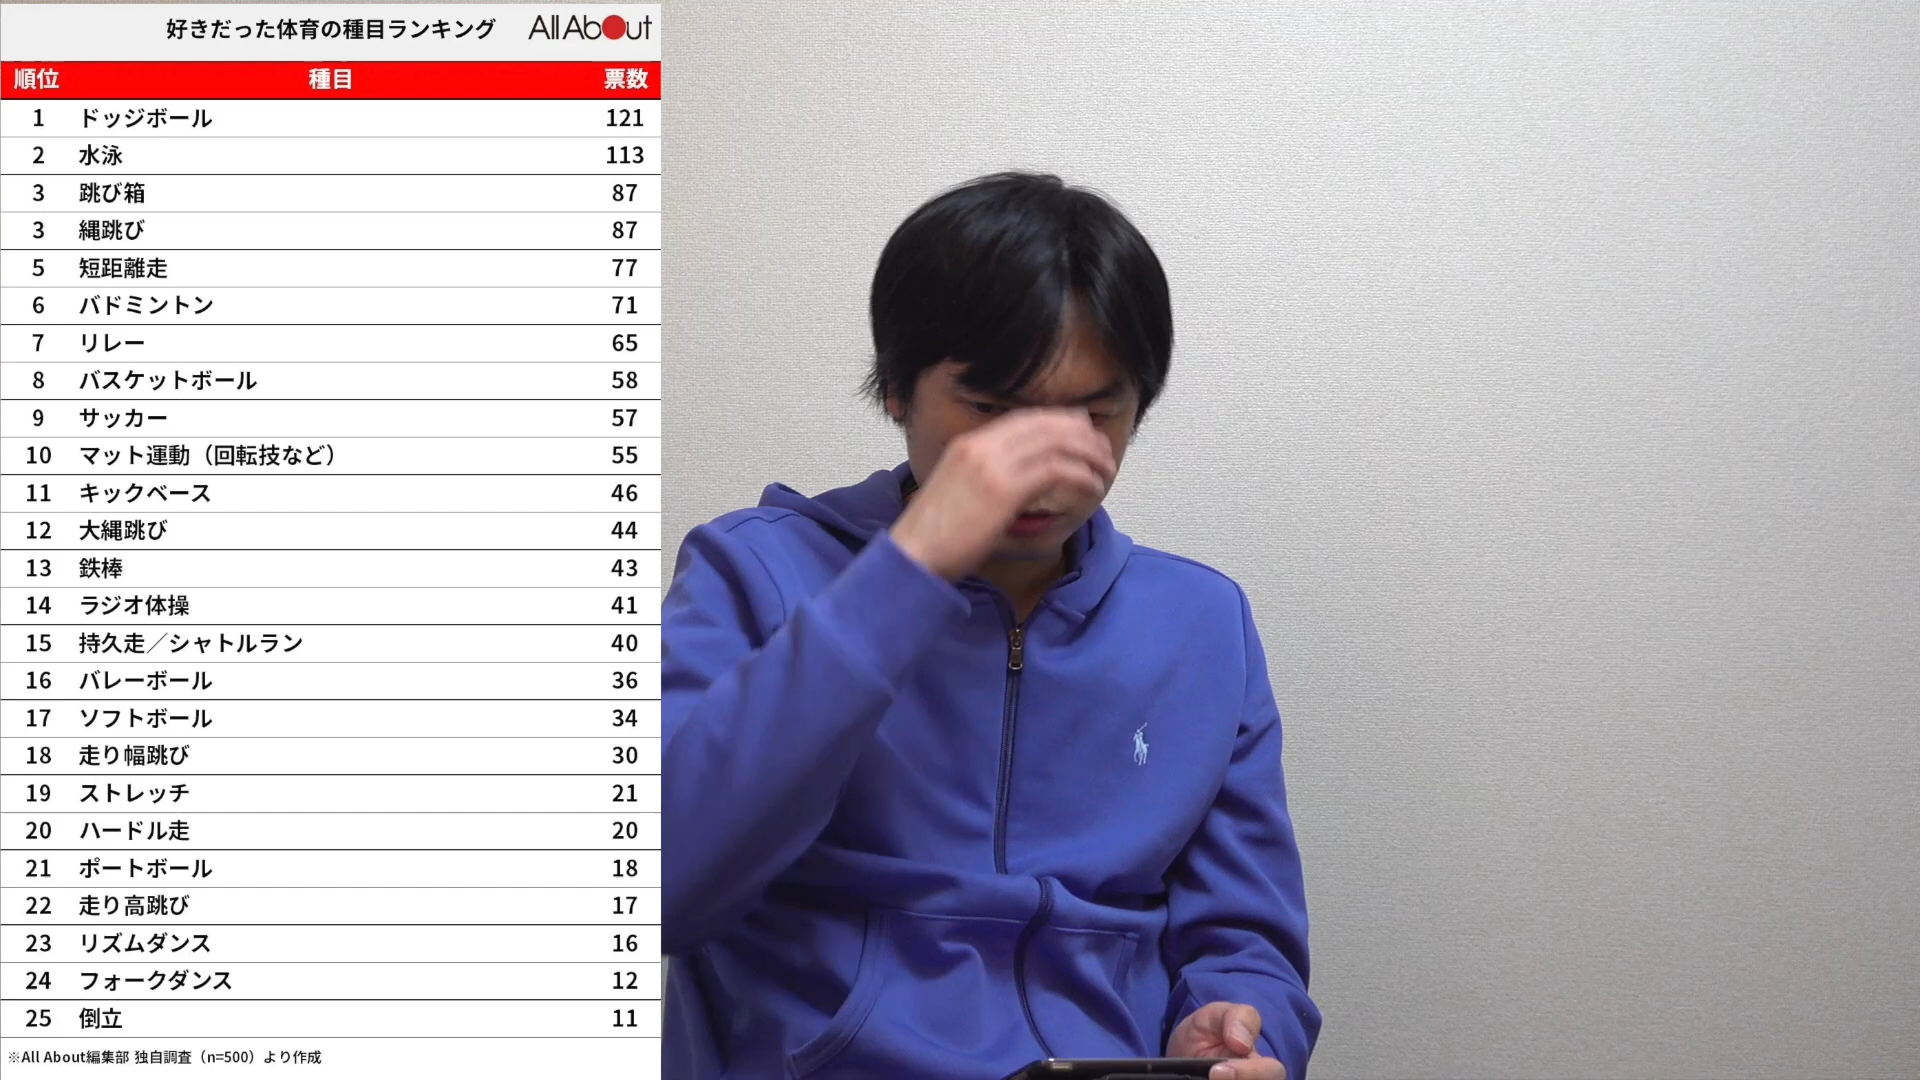 好きだった体育の種目ランキング All About
順位 種目 票数
1 ドッジボール 121
2 水泳 113
3 跳び箱 87
3 縄跳び 87
5 短距離走 77
6 バドミントン 71
7 リレー 65
8 バスケットボール 58
9 サッカー 57
10 マット運動（回転技など） 55
11 キックベース 46
12 大縄跳び 44
13 鉄棒 43
14 ラジオ体操 41
15 持久走／シャトルラン 40
16 バレーボール 36
17 ソフトボール 34
18 走り幅跳び 30
19 ストレッチ 21
20 ハードル走 20
21 ポートボール 18
22 走り高跳び 17
23 リズムダンス 16
24 フォークダンス 12
25 倒立 11
※All About編集部 独自調査（n=500）より作成